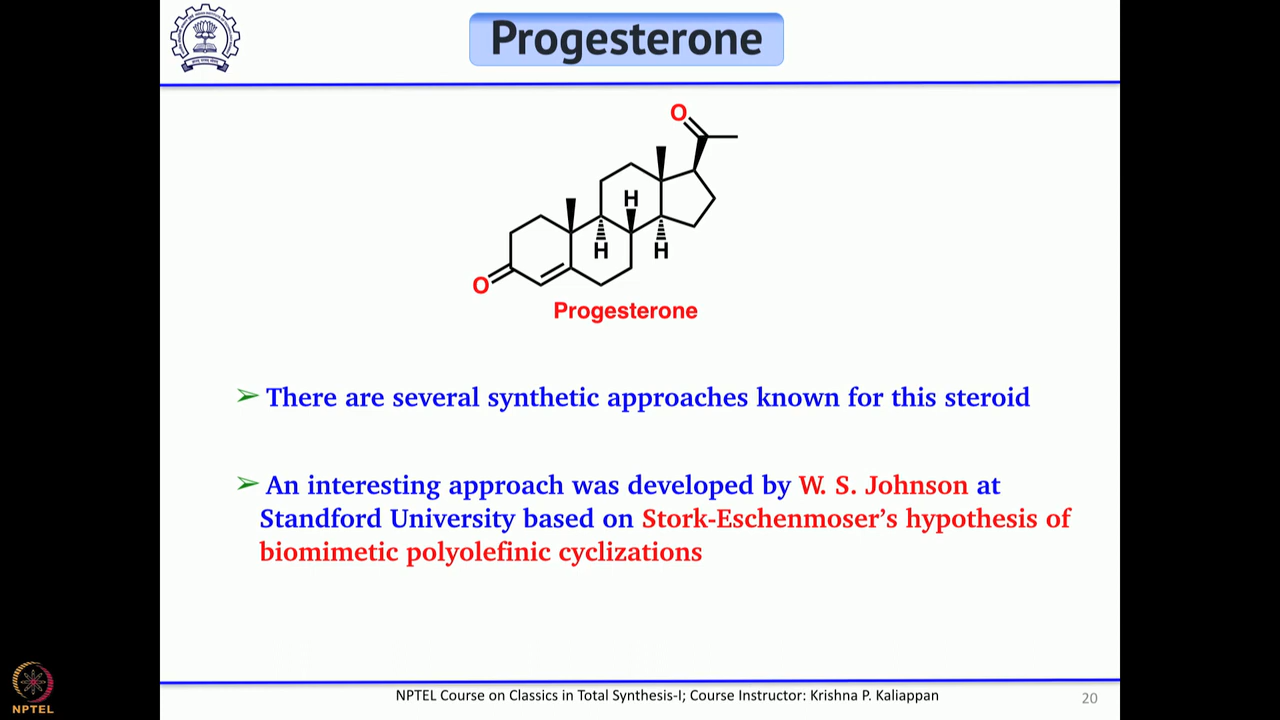 Progesterone
O
H
H
H
O
Progesterone
➢ There are several synthetic approaches known for this steroid
➢ An interesting approach was developed by W. S. Johnson at
Standford University based on Stork-Eschenmoser’s hypothesis of
biomimetic polyolefinic cyclizations
NPTEL Course on Classics in Total Synthesis-I; Course Instructor: Krishna P. Kaliappan
20
NPTEL